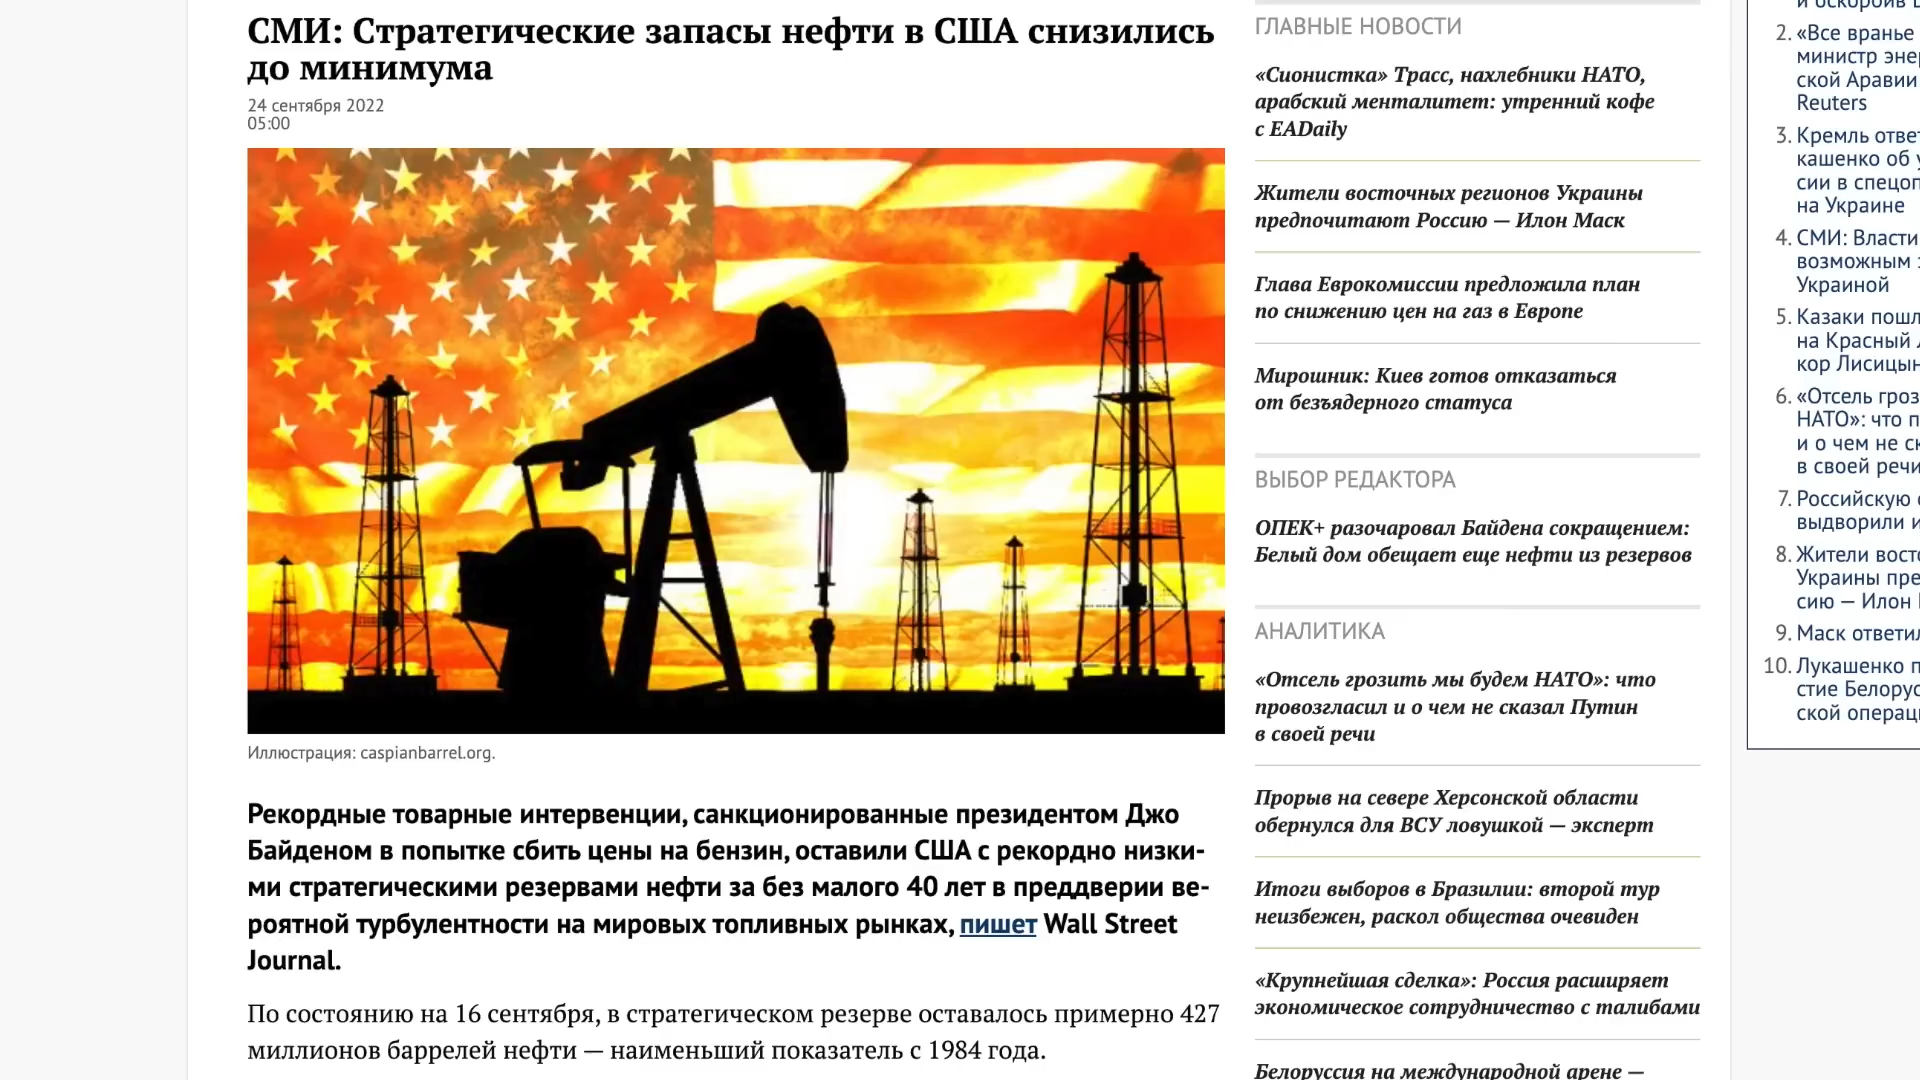 СМИ: Стратегические запасы нефти в США снизились
до минимума
24 сентября 2022
05:00
Иллюстрация: caspianbarrel.org.
Рекордные товарные интервенции, санкционированные президентом Джо
Байденом в попытке сбить цены на бензин, оставили США с рекордно низки-
ми стратегическими резервами нефти за без малого 40 лет в преддверии ве-
роятной турбулентности на мировых топливных рынках, пишет Wall Street
Journal.
По состоянию на 16 сентября, в стратегическом резерве оставалось примерно 427
миллионов баррелей нефти — наименьший показатель с 1984 года.
ГЛАВНЫЕ НОВОСТИ
«Сионистка» Трасс, нахлебники НАТО,
арабский менталитет: утренний кофе
с EADaily
Жители восточных регионов Украины
предпочитают Россию — Илон Маск
Глава Еврокомиссии предложила план
по снижению цен на газ в Европе
Мирошник: Киев готов отказаться
от безъядерного статуса
ВЫБОР РЕДАКТОРА
ОПЕК+ разочаровал Байдена сокращением:
Белый дом обещает еще нефти из резервов
АНАЛИТИКА
«Отсель грозить мы будем НАТО»: что
провозгласил и о чем не сказал Путин
в своей речи
Прорыв на севере Херсонской области
обернулся для ВСУ ловушкой — эксперт
Итоги выборов в Бразилии: второй тур
неизбежен, раскол общества очевиден
«Крупнейшая сделка»: Россия расширяет
экономическое сотрудничество с талибами
Белоруссия на международной арене —
и оскорбив
2. «Все вранье
министр
ской Аравии
Reuters
3. Кремль
кашенко об
сии в
на Украине
4. СМИ: Власти
возможным
Украиной
5. Казаки
на Красный
кор
6. «Отсель
НАТО»: что
и о чем не
в своей речи
7. Российскую
выдворили
8. Жители
Украины
сию — Илон
9. Маск
10. Лукашенко
стие
ской